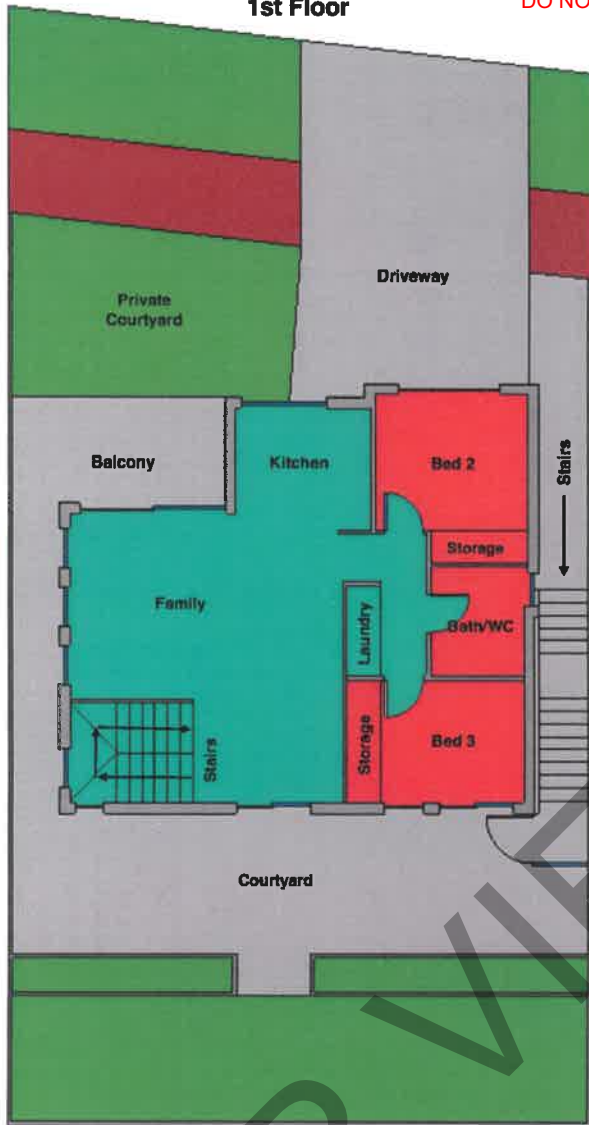 1st Floor
DO NO
Driveway
Private
Courtyard
Balcony
Kitchen
Bed 2
Stairs
Storage
Family
Laundry
Bath/WC
Storage
Bed 3
Stairs
Courtyard